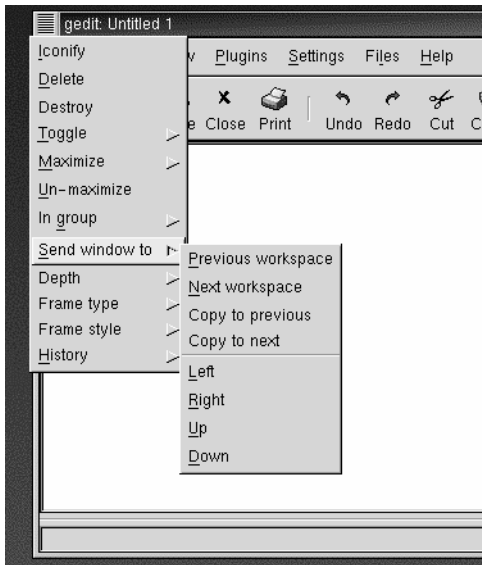 gedit: Untitled 1
Iconify
Delete
Destroy
Toggle
Maximize
Un-maximize
In group
Send window to
Depth
Frame type
Frame style
History
Plugins Settings Files Help
Close Print Undo Redo Cut
Previous workspace
Next workspace
Copy to previous
Copy to next
Left
Right
Up
Down